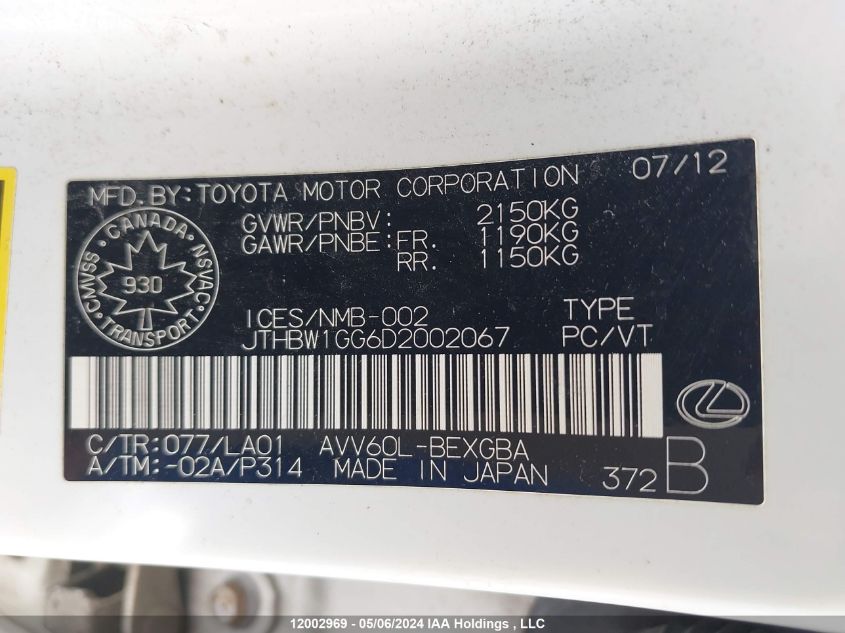 MFD.BY:TOYOTA MOTOR CORPORATION 07/12
GVWR/PNBV: 2150KG
GAWR/PNBE:FR. 1190KG
RR. 1150KG
CANADA
CMVSS 930 NSVAC
TRANSPORT
ICES/NMB-002 TYPE
JTHBW1GG6D2002067 PC/VT
C/TR:077/LA01 AVV60L-BEXGBA
A/TM:-02A/P314 MADE IN JAPAN 372 B
12002969 - 05/06/2024 IAA Holdings , LLC